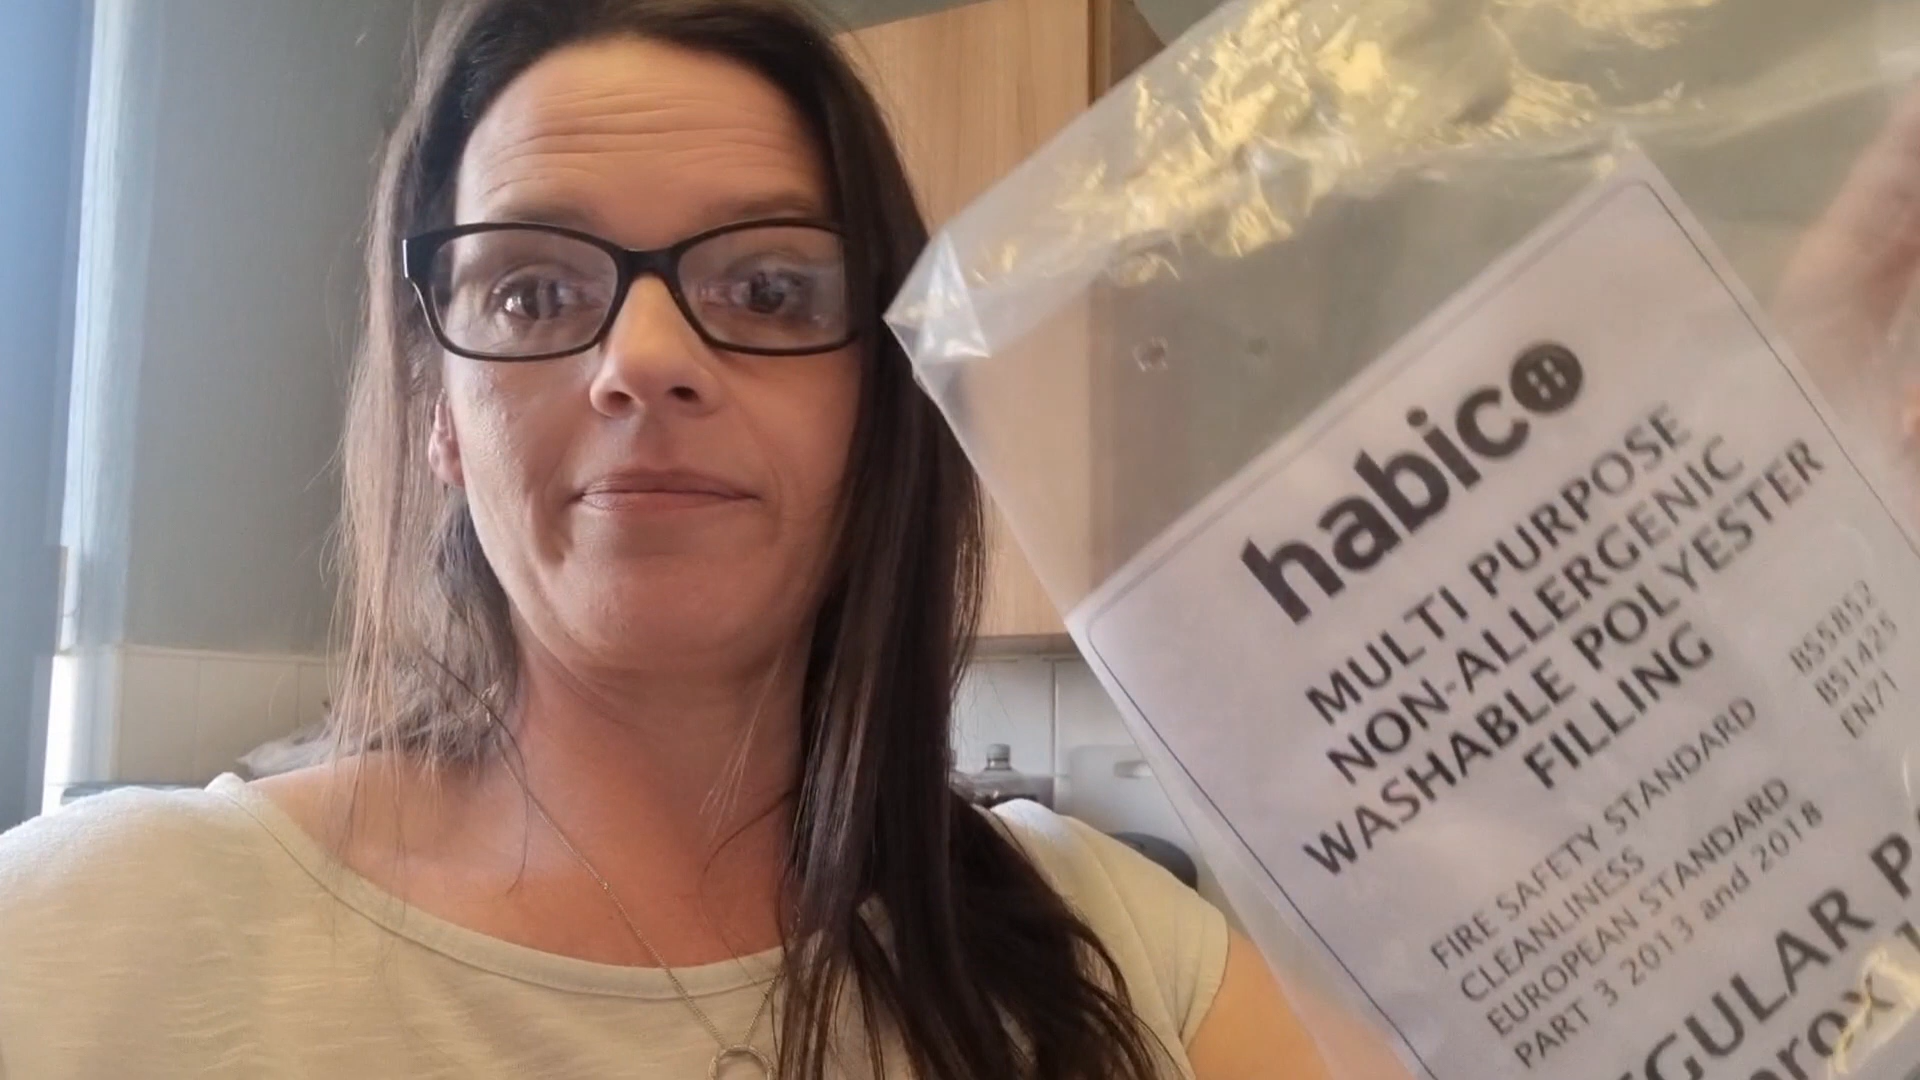 habico
MULTI PURPOSE
NON-ALLERGENIC
WASHABLE POLYESTER
FILLING
FIRE SAFETY STANDARD BS5852
CLEANLINESS BS1425
EUROPEAN STANDARD EN71
PART 3 2013 and 2018